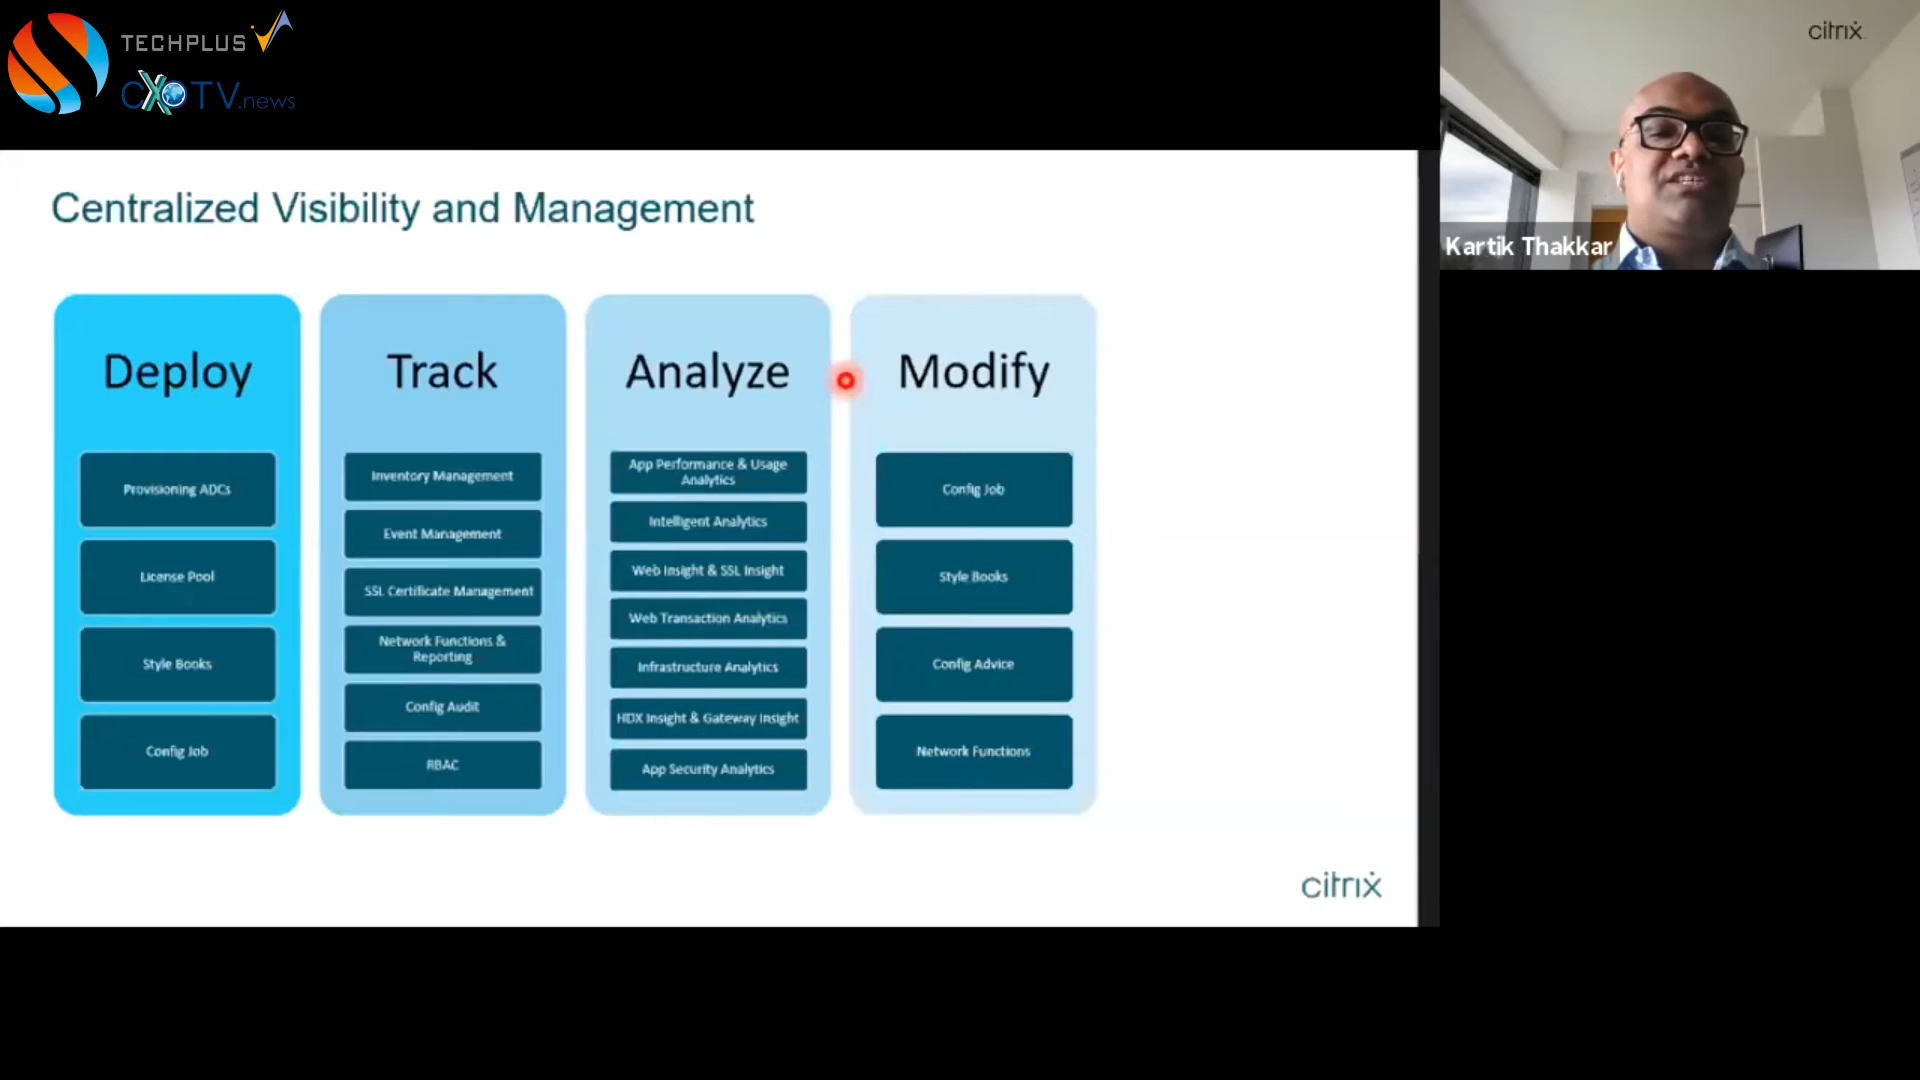 TECHPLUS
CXOTV.news
citrix
Kartik Thakkar
Centralized Visibility and Management
Deploy
Provisioning ADCs
License Pool
Style Books
Config Job
Track
Inventory Management
Event Management
SSL Certificate Management
Network Functions &
Reporting
Config Audit
RBAC
Analyze
App Performance & Usage
Analytics
Intelligent Analytics
Web Insight & SSL Insight
Web Transaction Analytics
Infrastructure Analytics
HDX Insight & Gateway Insight
App Security Analytics
Modify
Config Job
Style Books
Config Advice
Network Functions
citrix